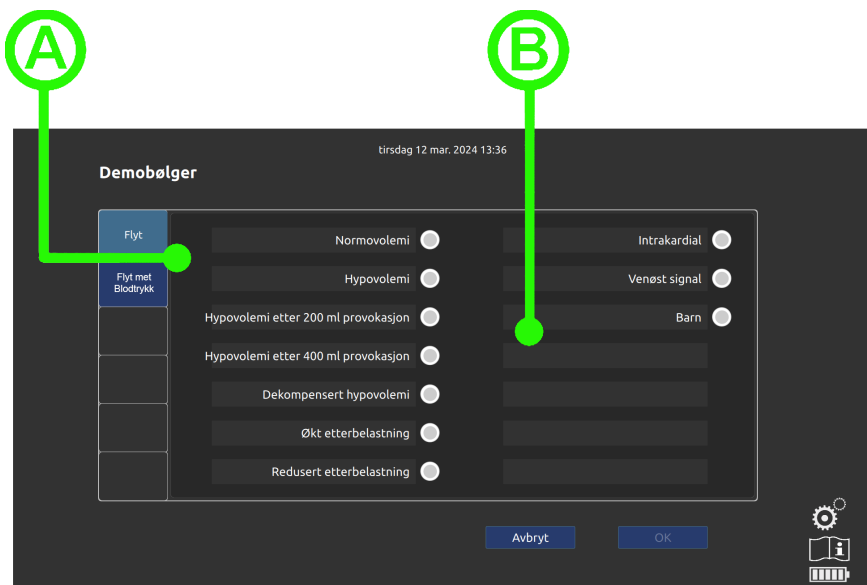 A
B
tirsdag 12 mar. 2024 13:36
Demobølger
Flyt
Flyt met
Blodtrykk
Normovolemi
Hypovolemi
Hypovolemi etter 200 ml provokasjon
Hypovolemi etter 400 ml provokasjon
Dekompensert hypovolemi
Økt etterbelastning
Redusert etterbelastning
Intrakardial
Venøst signal
Barn
Avbryt
OK
i